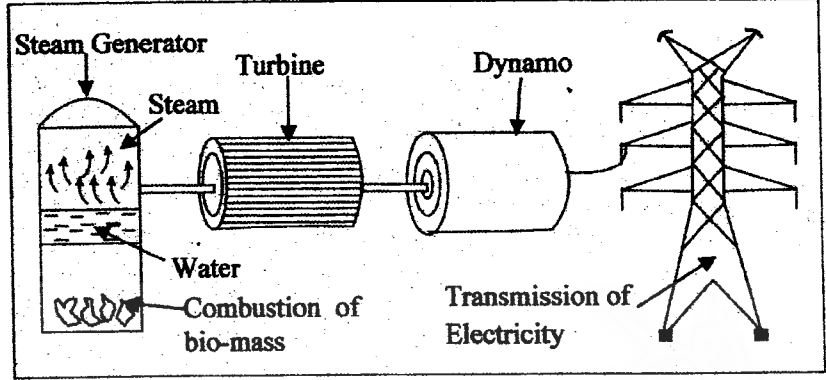 Steam Generator
Turbine
Dynamo
Steam
Water
Combustion of
bio-mass
Transmission of
Electricity